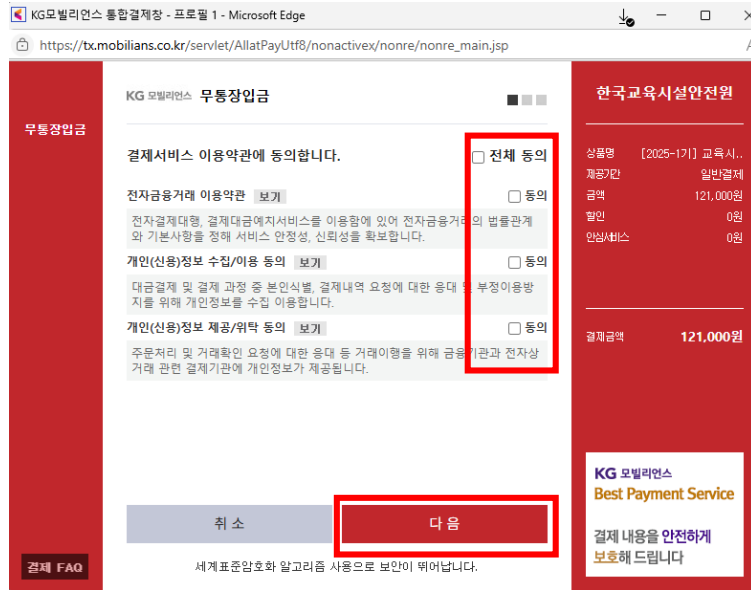 KG모빌리언스 통합결제창 - 프로필 1 - Microsoft Edge
https://tx.mobilians.co.kr/servlet/AllatPayUtf8/nonactivex/nonre/nonre_main.jsp
무통장입금
KG 모빌리언스 무통장입금
결제서비스 이용약관에 동의합니다. 전체 동의
전자금융거래 이용약관 보기 동의
전자결제대행, 결제대금예치서비스를 이용함에 있어 전자금융거래의 법률관계
와 기본사항을 정해 서비스 안정성, 신뢰성을 확보합니다.
개인(신용)정보 수집/이용 동의 보기 동의
대금결제 및 결제 과정 중 본인식별, 결제내역 요청에 대한 응대 및 부정이용방
지를 위해 개인정보를 수집 이용합니다.
개인(신용)정보 제공/위탁 동의 보기 동의
주문처리 및 거래확인 요청에 대한 응대 등 거래이행을 위해 금융기관과 전자상
거래 관련 결제기관에 개인정보가 제공됩니다.
취소 다음
결제 FAQ
세계표준암호화 알고리즘 사용으로 보안이 뛰어납니다.
한국교육시설안전원
상품명 [2025-1기] 교육시..
제공기간 일반결제
금액 121,000원
할인 0원
안심서비스 0원
결제금액 121,000원
KG 모빌리언스
Best Payment Service
결제 내용을 안전하게
보호해 드립니다